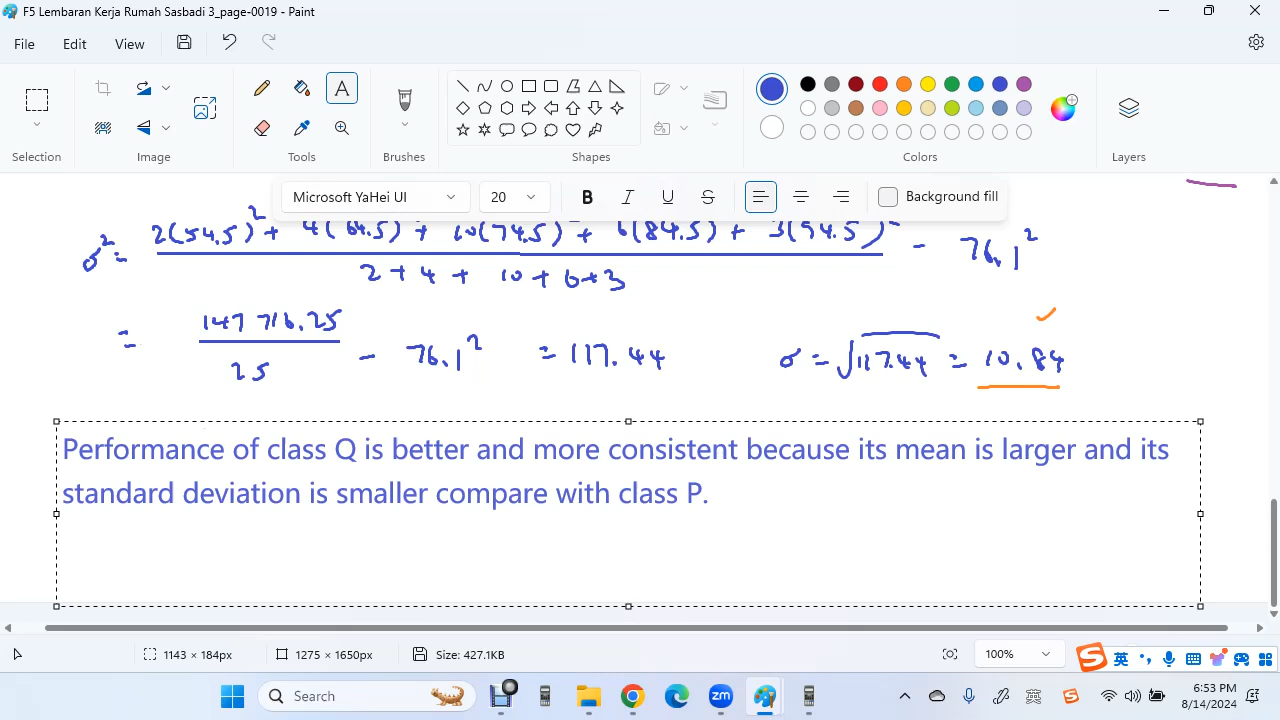 F5 Lembaran Kerja Rumah Sasbadi 3_page-0019 - Paint
File Edit View
Selection Image Tools Brushes Shapes Colors Layers
Microsoft YaHei UI 20 B I U S Background fill
σ² = 2(54.5)² + 4(64.5)² + 10(74.5)² + 6(84.5)² + 3(94.5)² - 76.1²
2 + 4 + 10 + 6 + 3
= 147 716.25 / 25 - 76.1² = 117.44 σ = √117.44 = 10.84
Performance of class Q is better and more consistent because its mean is larger and its
standard deviation is smaller compare with class P.
1143 × 184px 1275 × 1650px Size: 427.1KB 100%
英
Search zm 英 6:53 PM
8/14/2024